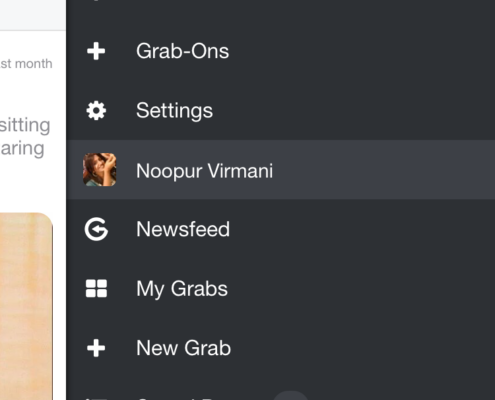 Grab-Ons
st month
Settings
sitting
aring
Noopur Virmani
Newsfeed
My Grabs
New Grab